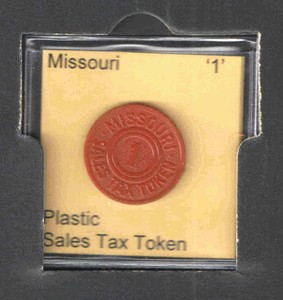 Missouri '1'
MISSOURI
1
SALES TAX TOKEN
Plastic
Sales Tax Token